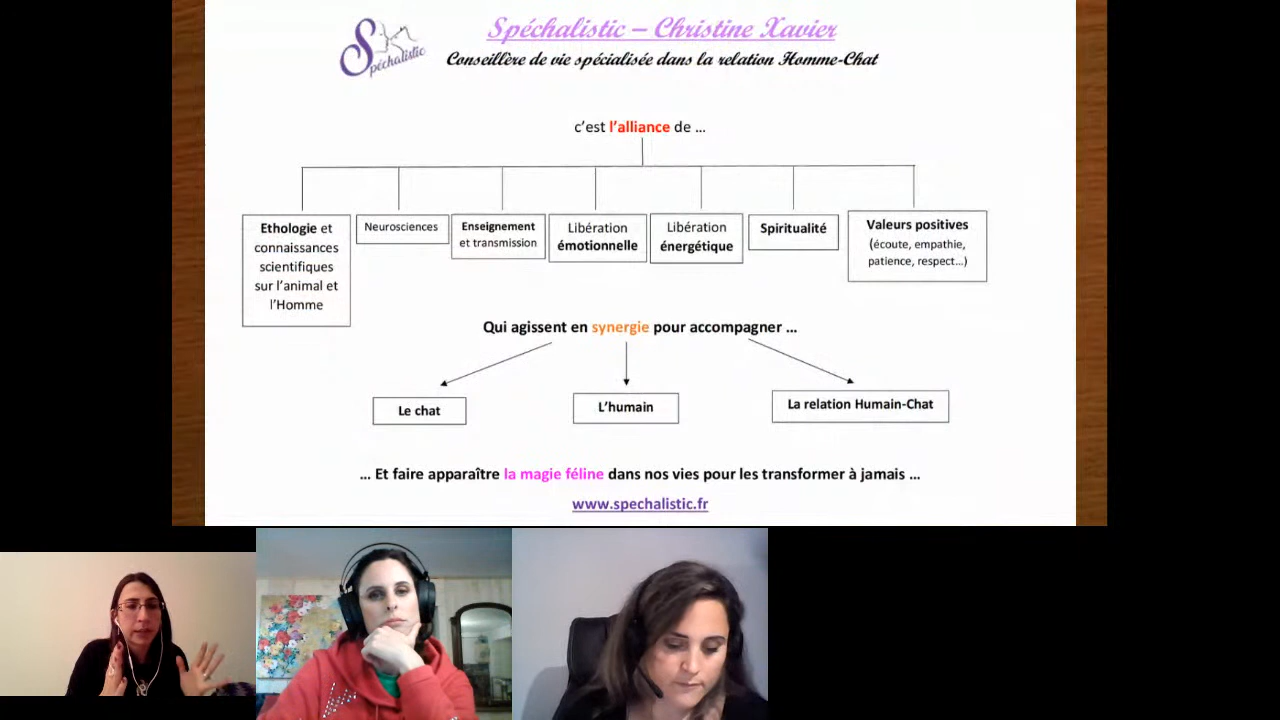 Spéchalistic
Spéchalistic – Christine Xavier
Conseillère de vie spécialisée dans la relation Homme-Chat
c’est l’alliance de …
Ethologie et
connaissances
scientifiques
sur l’animal et
l’Homme
Neurosciences
Enseignement
et transmission
Libération
émotionnelle
Libération
énergétique
Spiritualité
Valeurs positives
(écoute, empathie,
patience, respect…)
Qui agissent en synergie pour accompagner …
Le chat
L’humain
La relation Humain-Chat
… Et faire apparaître la magie féline dans nos vies pour les transformer à jamais …
www.spechalistic.fr